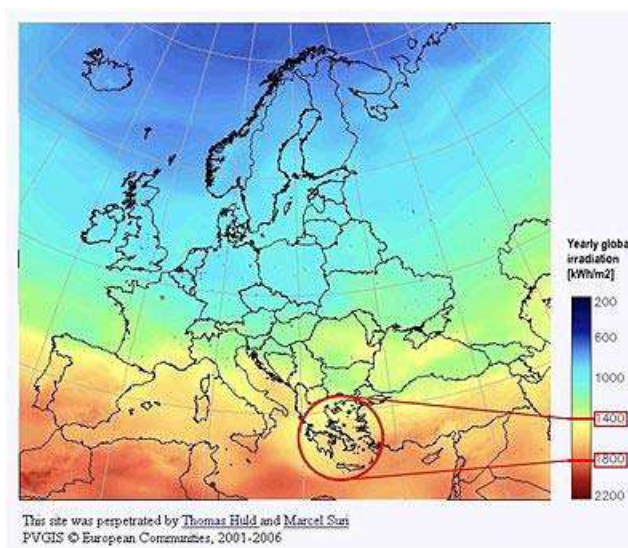 Yearly globa
irradiation
[kWh/m2]
200
600
1000
1400
1800
2200
This site was perpetrated by Thomas Huld and Marcel Suri
PVGIS © European Communities, 2001-2006